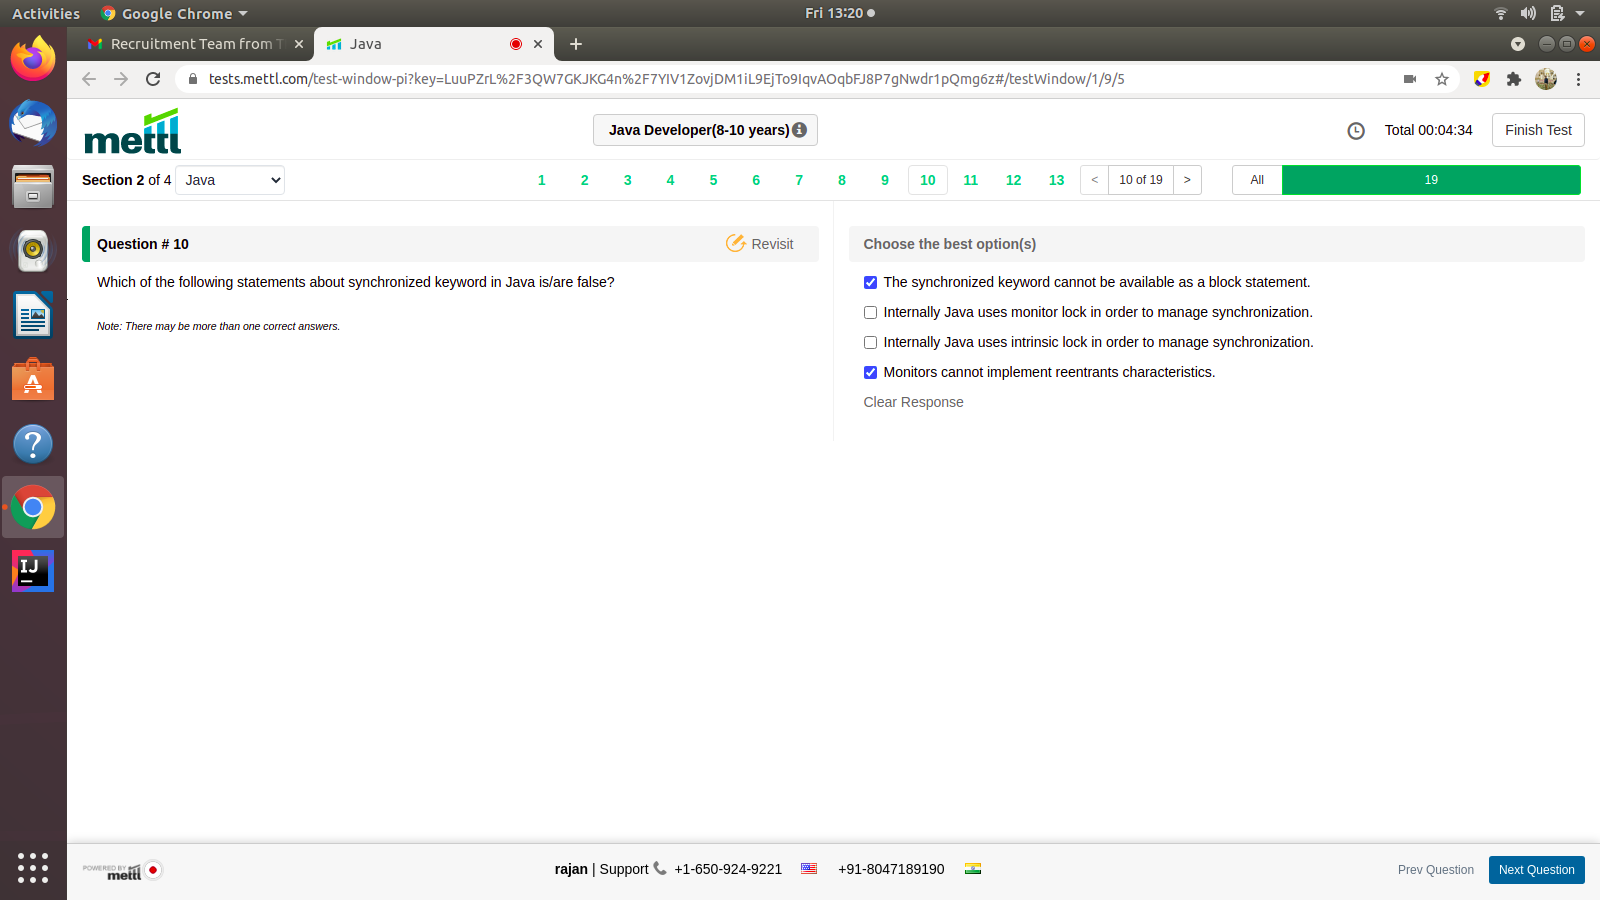 Activities
Google Chrome
Fri 13:20
Recruitment Team from T
Java
tests.mettl.com/test-window-pi?key=LuuPZrL%2F3QW7GKJKG4n%2F7YIV1ZovjDM1iL9EjTo9IqvAOqbFJ8P7gNwdr1pQmg6z#/testWindow/1/9/5
mettl
Java Developer(8-10 years)
Total 00:04:34
Finish Test
Section 2 of 4
Java
1 2 3 4 5 6 7 8 9 10 11 12 13
< 10 of 19 >
All
19
Question # 10
Revisit
Which of the following statements about synchronized keyword in Java is/are false?
Note: There may be more than one correct answers.
Choose the best option(s)
The synchronized keyword cannot be available as a block statement.
Internally Java uses monitor lock in order to manage synchronization.
Internally Java uses intrinsic lock in order to manage synchronization.
Monitors cannot implement reentrants characteristics.
Clear Response
POWERED BY
mettl
rajan | Support +1-650-924-9221
+91-8047189190
Prev Question
Next Question